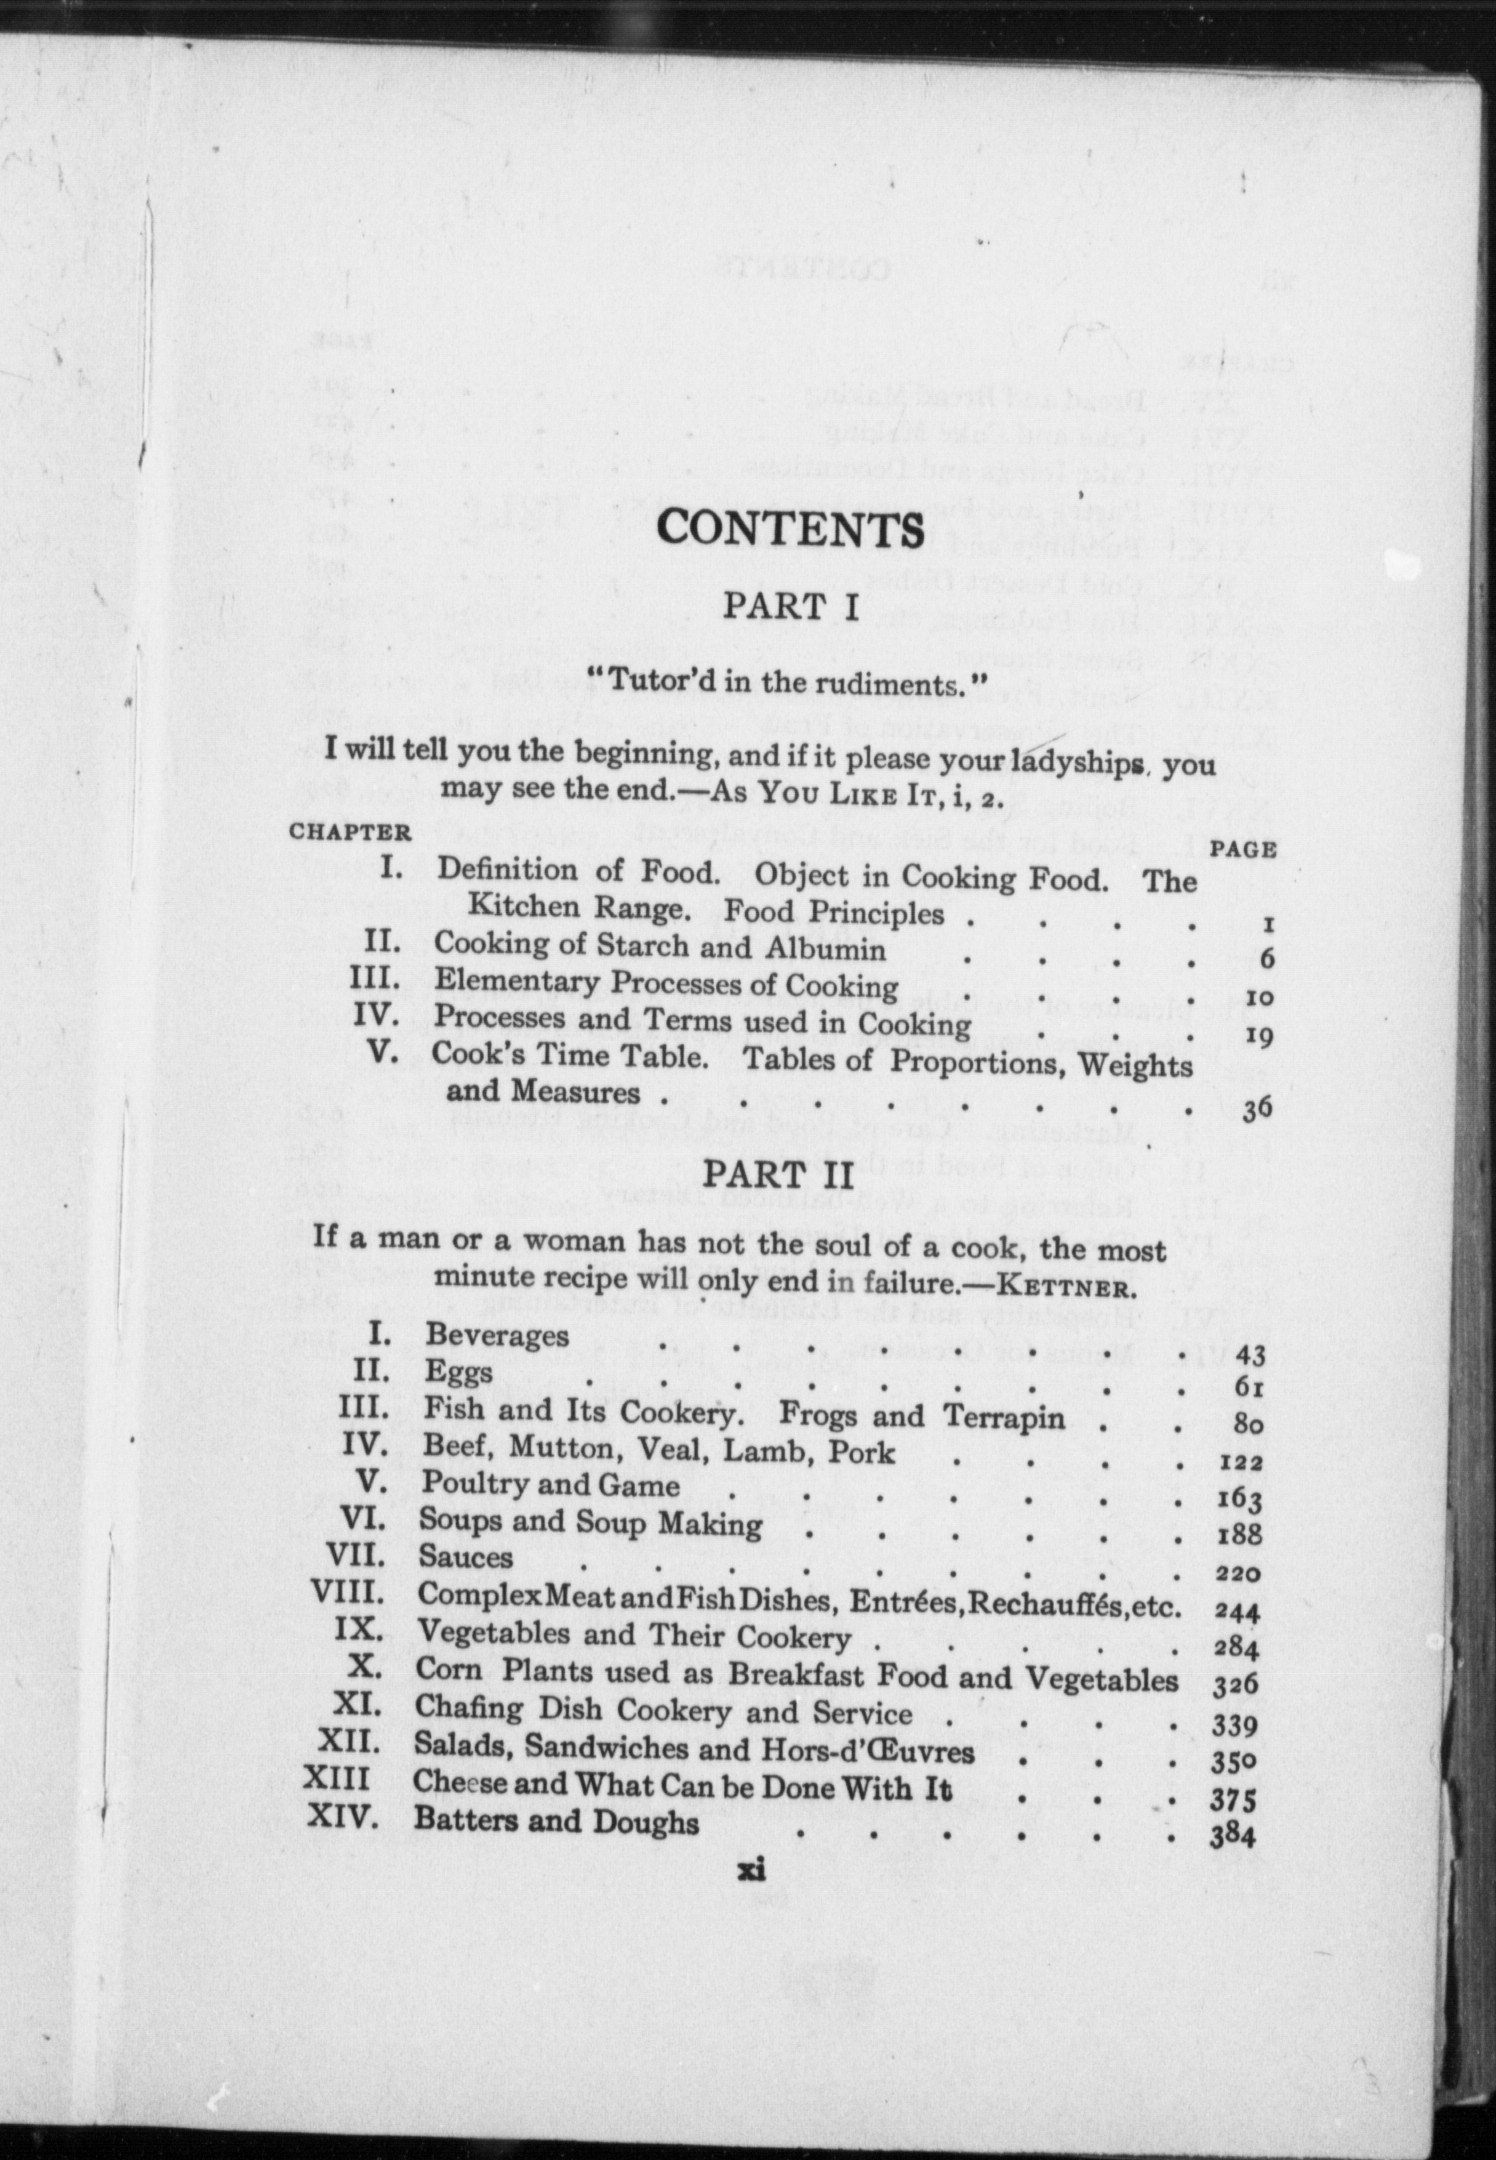 CONTENTS
PART I
"Tutor'd in the rudiments."
I will tell you the beginning, and if it please your ladyships, you
may see the end.—As You Like It, i, 2.
CHAPTER PAGE
I. Definition of Food. Object in Cooking Food. The
Kitchen Range. Food Principles . . . . 1
II. Cooking of Starch and Albumin . . . . 6
III. Elementary Processes of Cooking . . . . 10
IV. Processes and Terms used in Cooking . . . 19
V. Cook's Time Table. Tables of Proportions, Weights
and Measures . . . . . . . . 36
PART II
If a man or a woman has not the soul of a cook, the most
minute recipe will only end in failure.—Kettner.
I. Beverages . . . . . . . . 43
II. Eggs . . . . . . . . . 61
III. Fish and Its Cookery. Frogs and Terrapin . . 80
IV. Beef, Mutton, Veal, Lamb, Pork . . . . 122
V. Poultry and Game . . . . . . . 163
VI. Soups and Soup Making . . . . . . 188
VII. Sauces . . . . . . . . . 220
VIII. Complex Meat and Fish Dishes, Entrées, Rechauffés, etc. 244
IX. Vegetables and Their Cookery . . . . . 284
X. Corn Plants used as Breakfast Food and Vegetables 326
XI. Chafing Dish Cookery and Service . . . . 339
XII. Salads, Sandwiches and Hors-d'Œuvres . . . 350
XIII Cheese and What Can be Done With It . . . 375
XIV. Batters and Doughs . . . . . . 384
xi